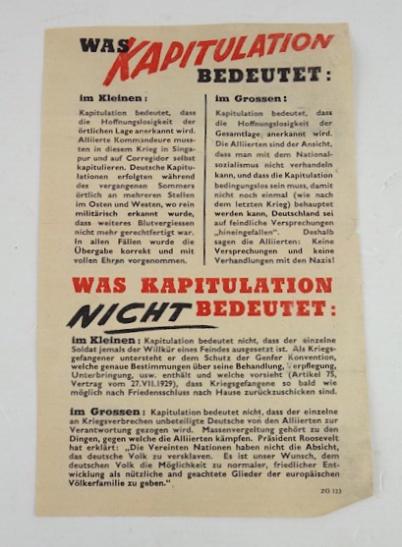 WAS KAPITULATION
BEDEUTET:
im Kleinen:
Kapitulation bedeutet, dass
die Hoffnungslosigkeit der
örtlichen Lage anerkannt wird.
Alliierte Kommandeure muss-
ten in diesem Krieg in Singa-
pur und auf Corregidor selbst
kapitulieren. Deutsche Kapitu-
lationen erfolgten während
des vergangenen Sommers
örtlich an mehreren Stellen
im Osten und Westen, wo rein
militärisch erkannt wurde,
dass weiteres Blutvergiessen
nicht mehr gerechtfertigt war.
In allen Fällen wurde die
Übergabe korrekt und mit
vollen Ehren vorgenommen.
im Grossen:
Kapitulation bedeutet, dass
die Hoffnungslosigkeit der
Gesamtlage anerkannt wird.
Die Alliierten sind der Ansicht,
dass man mit dem National-
sozialismus nicht verhandeln
kann, und dass die Kapitulation
bedingungslos sein muss, damit
nicht noch einmal (wie nach
dem letzten Krieg) behauptet
werden kann, Deutschland sei
auf feindliche Versprechungen
„hineingefallen". Deshalb
sagen die Alliierten: Keine
Versprechungen und keine
Verhandlungen mit den Nazis!
WAS KAPITULATION
NICHT BEDEUTET:
im Kleinen: Kapitulation bedeutet nicht, dass der einzelne
Soldat jemals der Willkür eines Feindes ausgesetzt ist. Als Kriegs-
gefangener untersteht er dem Schutz der Genfer Konvention,
welche genaue Bestimmungen über seine Behandlung, Verpflegung,
Unterbringung, usw. enthält und welche vorsieht (Artikel 75,
Vertrag vom 27.VII.1929), dass Kriegsgefangene so bald wie
möglich nach Friedensschluss nach Hause zurückzuschicken sind.
im Grossen: Kapitulation bedeutet nicht, dass der einzelne
an Kriegsverbrechen unbeteiligte Deutsche von den Alliierten zur
Verantwortung gezogen wird. Massenvergeltung gehört zu den
Dingen, gegen welche die Alliierten kämpfen. Präsident Roosevelt
hat erklärt: „Die Vereinten Nationen haben nicht die Absicht,
das deutsche Volk zu versklaven. Es ist unser Wunsch, dem
deutschen Volk die Möglichkeit zu normaler, friedlicher Ent-
wicklung als nützliche und geachtete Glieder der europäischen
Völkerfamilie zu geben."
ZG 123